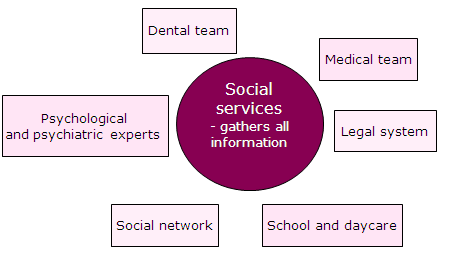 Dental team
Medical team
Social
services
- gathers all
information
Psychological
and psychiatric experts
Legal system
Social network
School and daycare